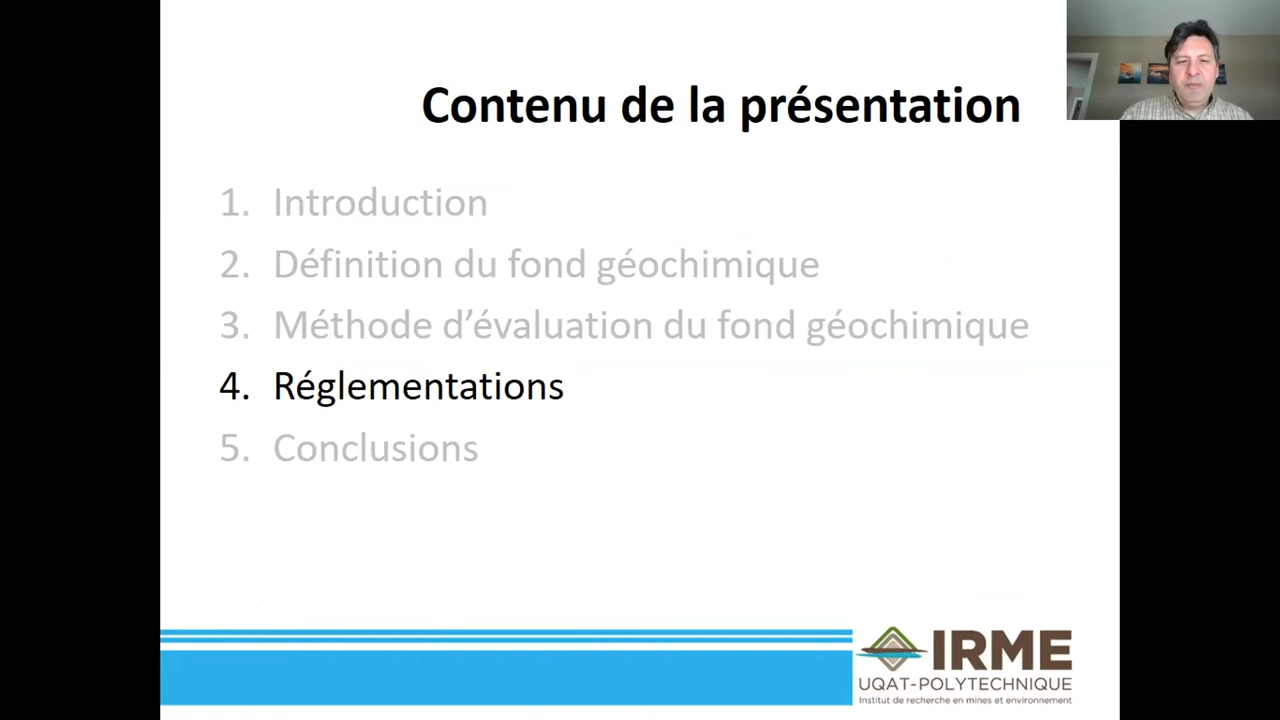 Contenu de la présentation
1. Introduction
2. Définition du fond géochimique
3. Méthode d’évaluation du fond géochimique
4. Réglementations
5. Conclusions
IRME
UQAT-POLYTECHNIQUE
Institut de recherche en mines et environnement